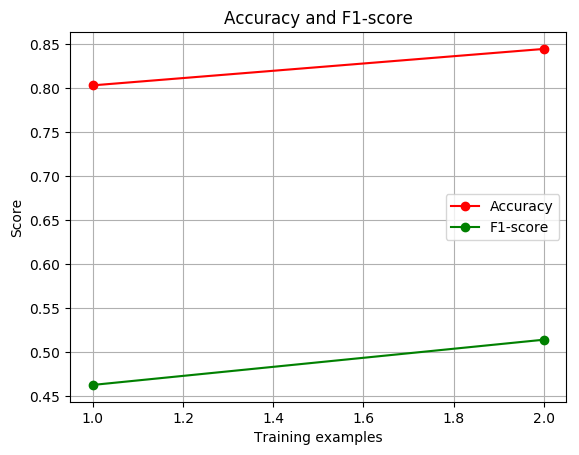 Accuracy and F1-score
0.85
0.80
0.75
0.70
0.65
0.60
0.55
0.50
0.45
Score
Accuracy
F1-score
1.0 1.2 1.4 1.6 1.8 2.0
Training examples